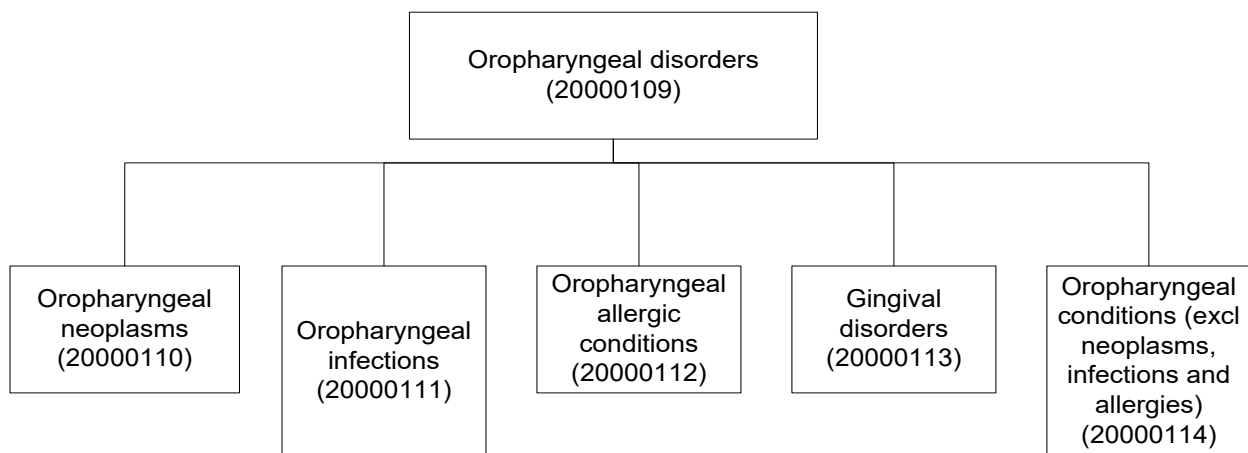 Oropharyngeal disorders
(20000109)
Oropharyngeal
neoplasms
(20000110)
Oropharyngeal
infections
(20000111)
Oropharyngeal
allergic
conditions
(20000112)
Gingival
disorders
(20000113)
Oropharyngeal
conditions (excl
neoplasms,
infections and
allergies)
(20000114)